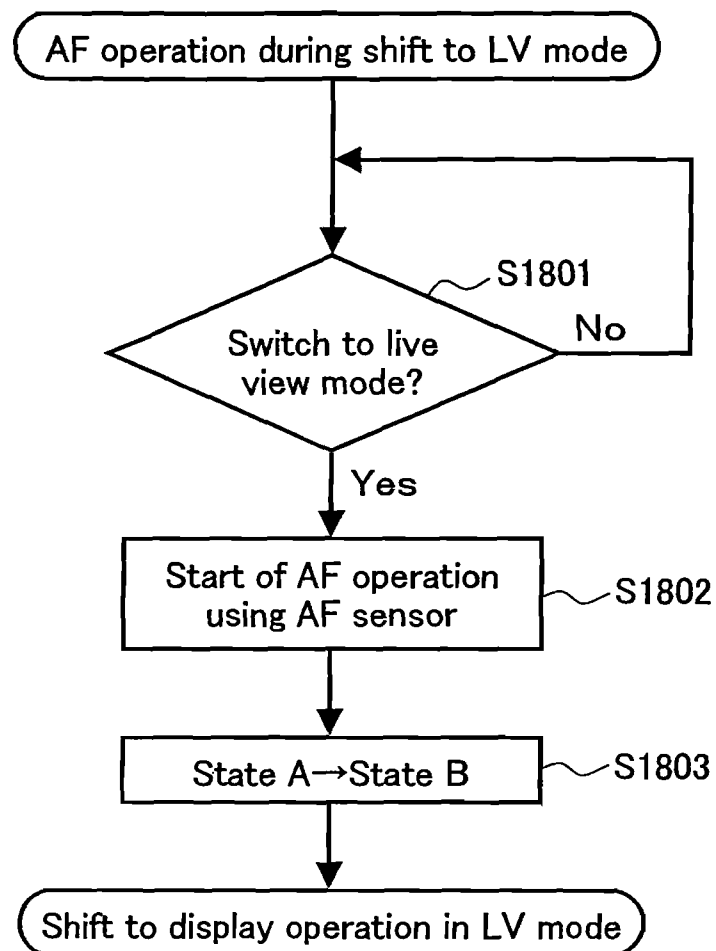 AF operation during shift to LV mode
S1801
Switch to live
view mode?
No
Yes
Start of AF operation
using AF sensor
S1802
State A→State B
S1803
Shift to display operation in LV mode